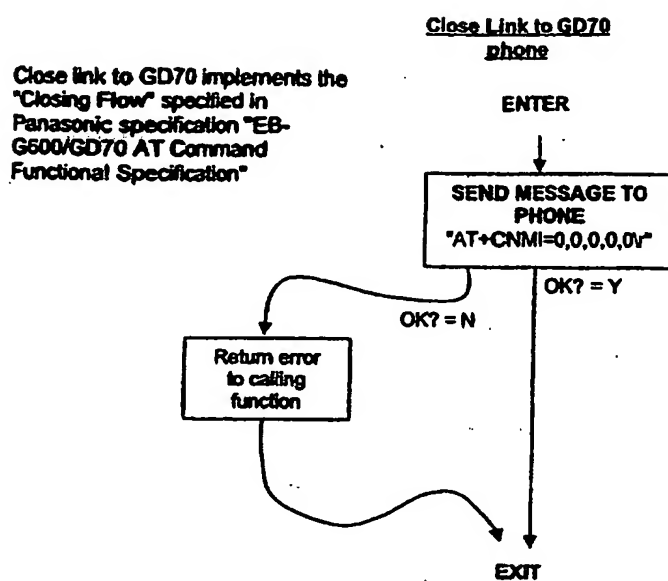 Close Link to GD70
phone
Close link to GD70 implements the
"Closing Flow" specified in
Panasonic specification "EB-
G600/GD70 AT Command
Functional Specification"
ENTER
SEND MESSAGE TO
PHONE
"AT+CNMI=0,0,0,0,0\r"
OK? = Y
OK? = N
Return error
to calling
function
EXIT